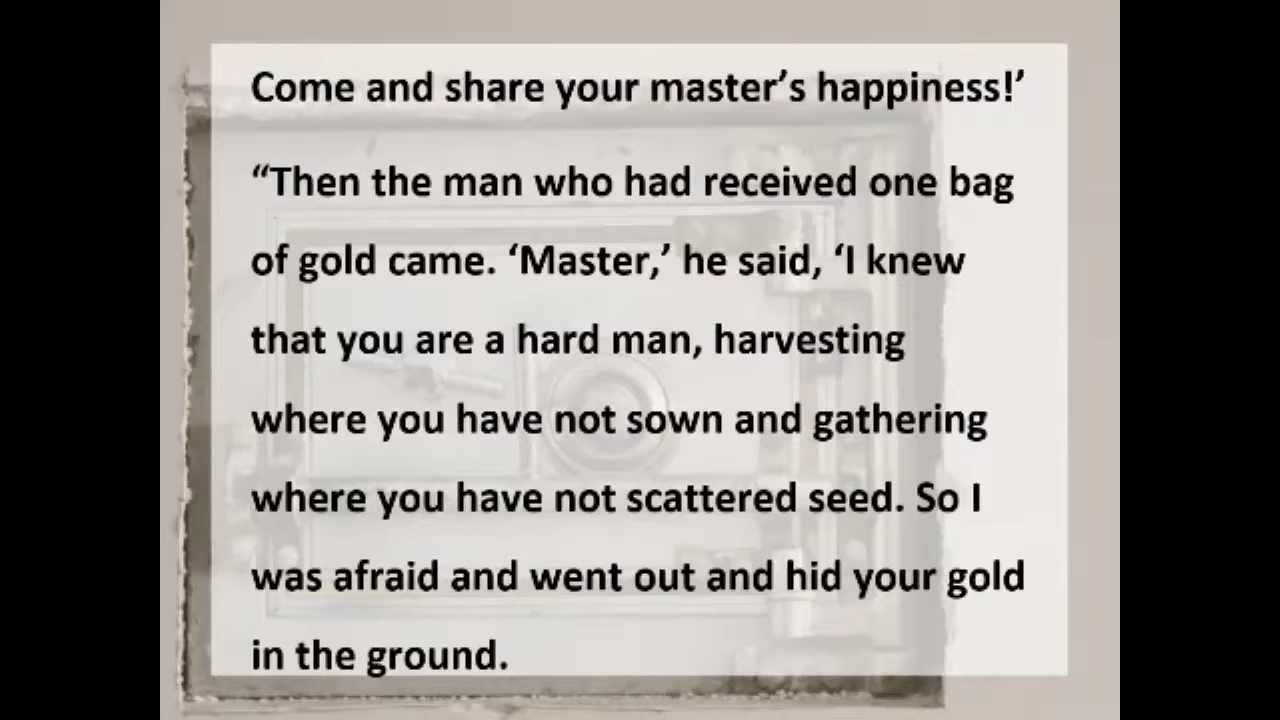 Come and share your master’s happiness!’
“Then the man who had received one bag
of gold came. ‘Master,’ he said, ‘I knew
that you are a hard man, harvesting
where you have not sown and gathering
where you have not scattered seed. So I
was afraid and went out and hid your gold
in the ground.